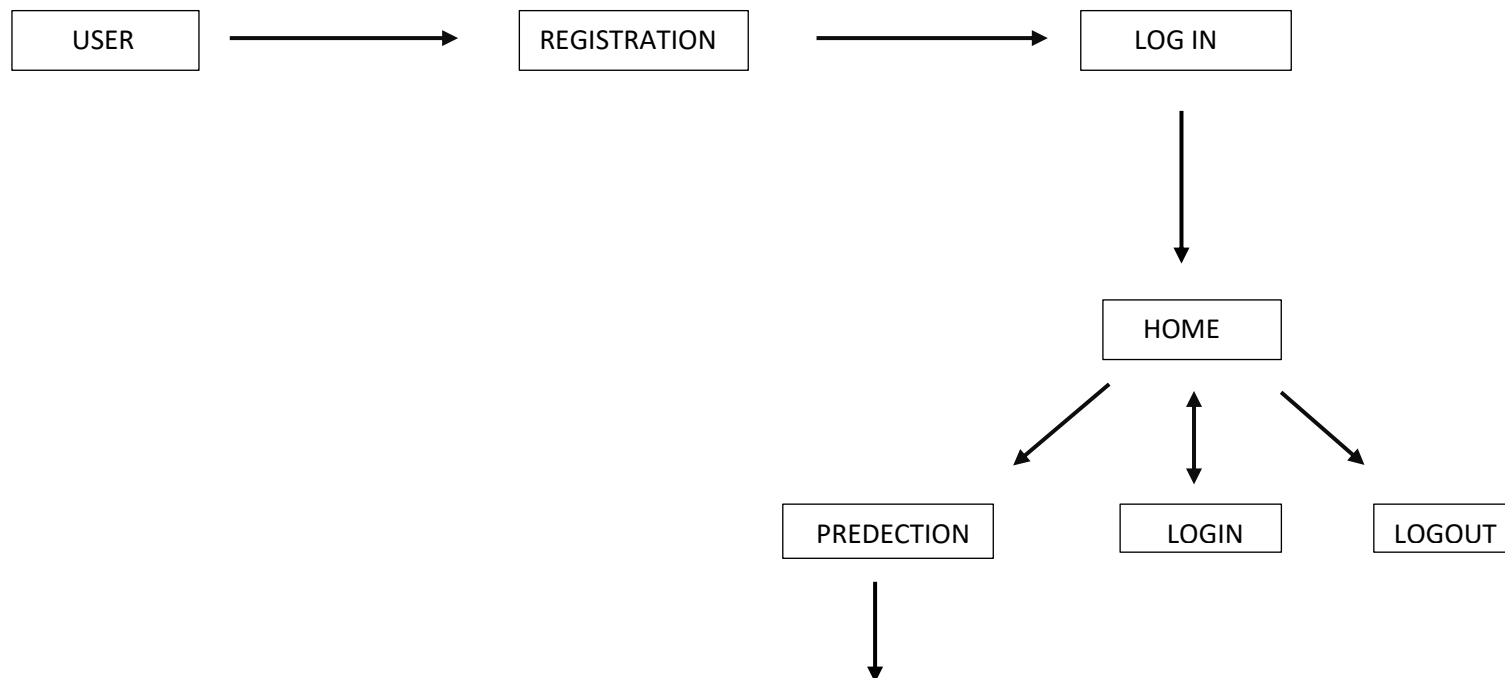 USER
REGISTRATION
LOG IN
HOME
PREDECTION
LOGIN
LOGOUT